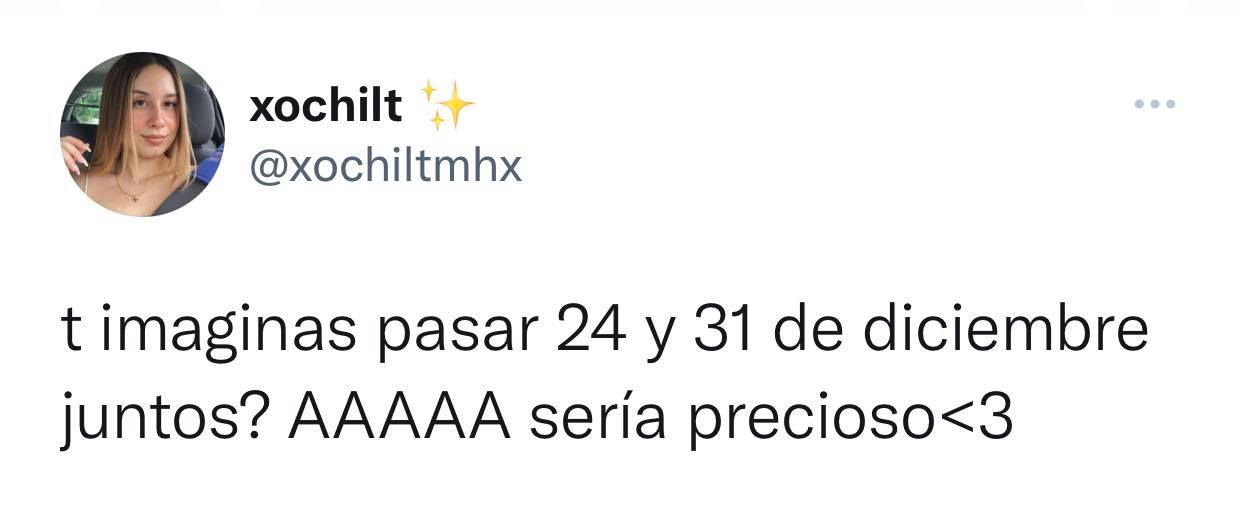 xochilt ✨
@xochiltmhx
t imaginas pasar 24 y 31 de diciembre
juntos? AAAAA sería precioso<3